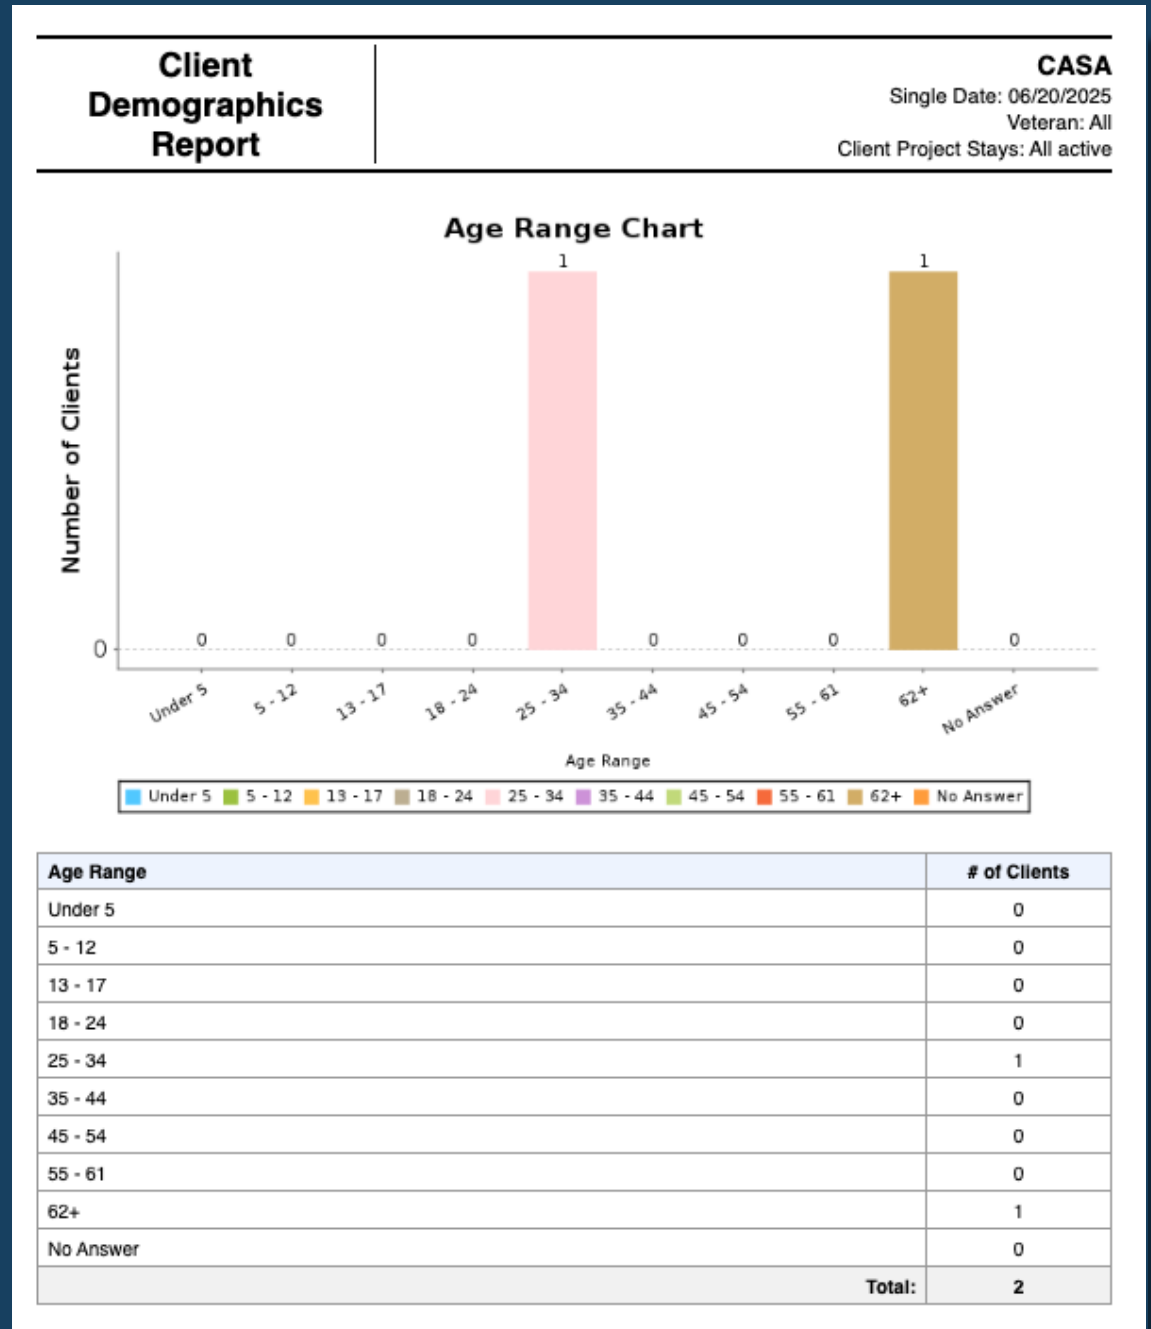 Client
Demographics
Report
CASA
Single Date: 06/20/2025
Veteran: All
Client Project Stays: All active
Age Range Chart
Number of Clients
1
1
0
0
0
0
0
0
0
0
0
Under 5
5 - 12
13 - 17
18 - 24
25 - 34
35 - 44
45 - 54
55 - 61
62+
No Answer
Age Range
Under 5 5 - 12 13 - 17 18 - 24 25 - 34 35 - 44 45 - 54 55 - 61 62+ No Answer
Age Range # of Clients
Under 5 0
5 - 12 0
13 - 17 0
18 - 24 0
25 - 34 1
35 - 44 0
45 - 54 0
55 - 61 0
62+ 1
No Answer 0
Total: 2